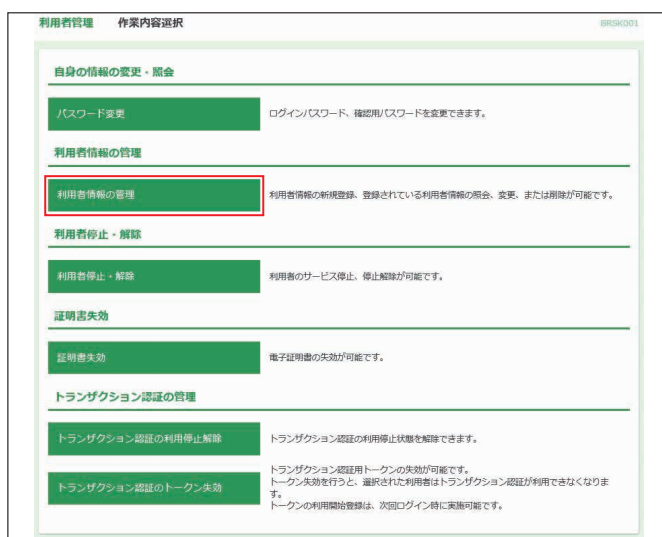 利用者管理 作業内容選択 BRSK001
自身の情報の変更・照会
パスワード変更 ログインパスワード、確認用パスワードを変更できます。
利用者情報の管理
利用者情報の管理 利用者情報の新規登録、登録されている利用者情報の照会、変更、または削除が可能です。
利用者停止・解除
利用者停止・解除 利用者のサービス停止、停止解除が可能です。
証明書失効
証明書失効 電子証明書の失効が可能です。
トランザクション認証の管理
トランザクション認証の利用停止解除 トランザクション認証の利用停止状態を解除できます。
トランザクション認証のトークン失効 トランザクション認証用トークンの失効が可能です。
トークン失効を行うと、選択された利用者はトランザクション認証が利用できなくなりま
す。
トークンの利用開始登録は、次回ログイン時に実施可能です。